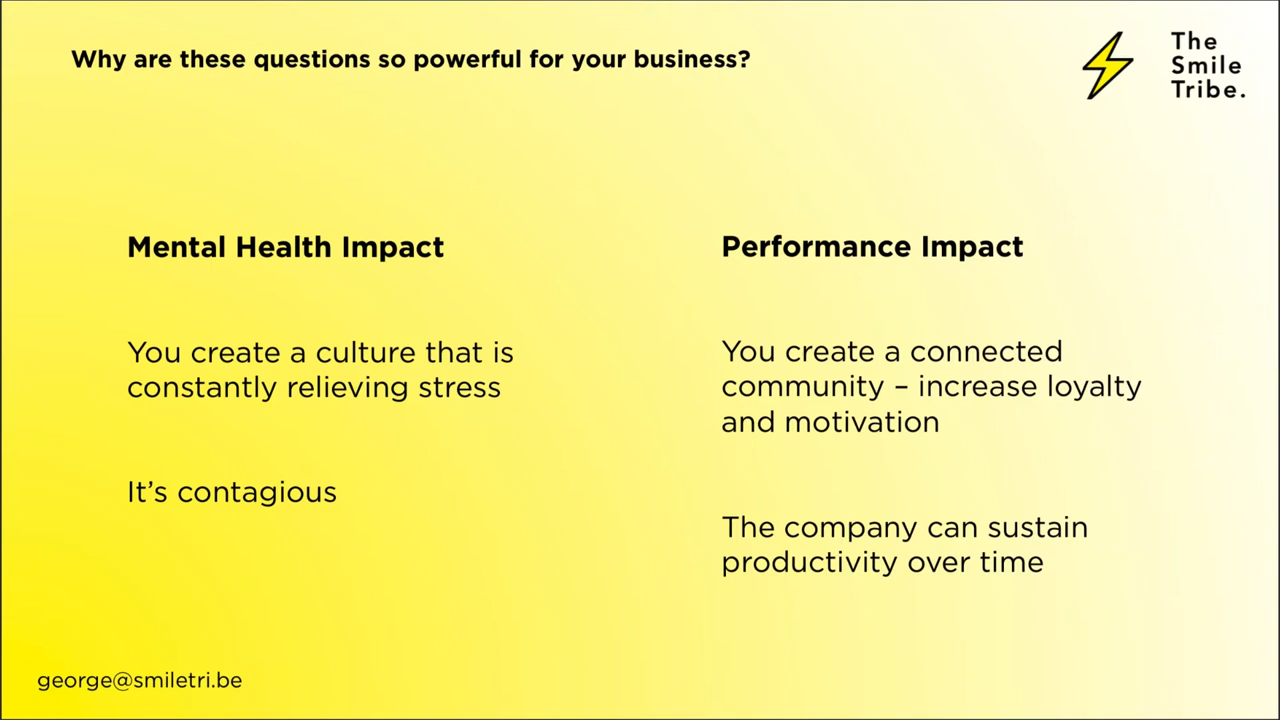 Why are these questions so powerful for your business?
The
Smile
Tribe.
Mental Health Impact
You create a culture that is
constantly relieving stress
It’s contagious
Performance Impact
You create a connected
community – increase loyalty
and motivation
The company can sustain
productivity over time
george@smiletri.be